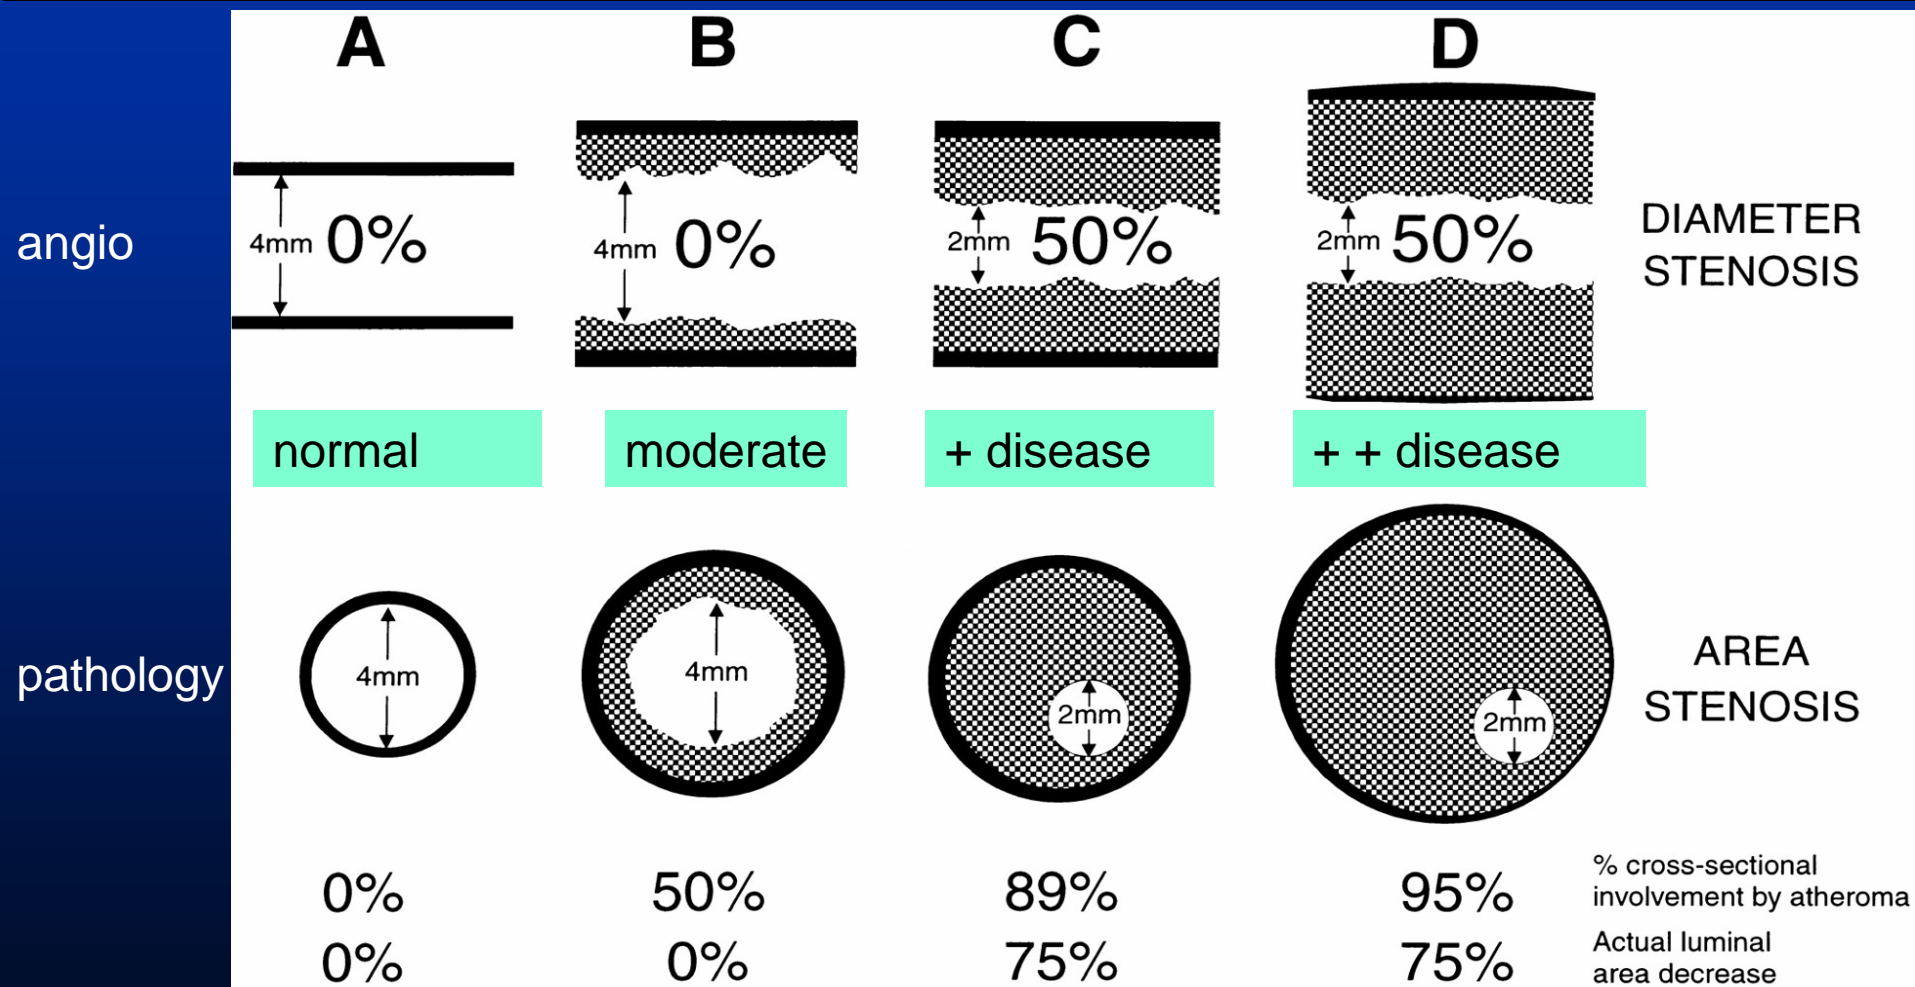 A B C D
angio
4mm 0%
4mm 0%
2mm 50%
2mm 50%
DIAMETER
STENOSIS
normal
moderate
+ disease
+ + disease
pathology
4mm
4mm
2mm
2mm
AREA
STENOSIS
0% 50% 89% 95%
% cross-sectional
involvement by atheroma
0% 0% 75% 75%
Actual luminal
area decrease